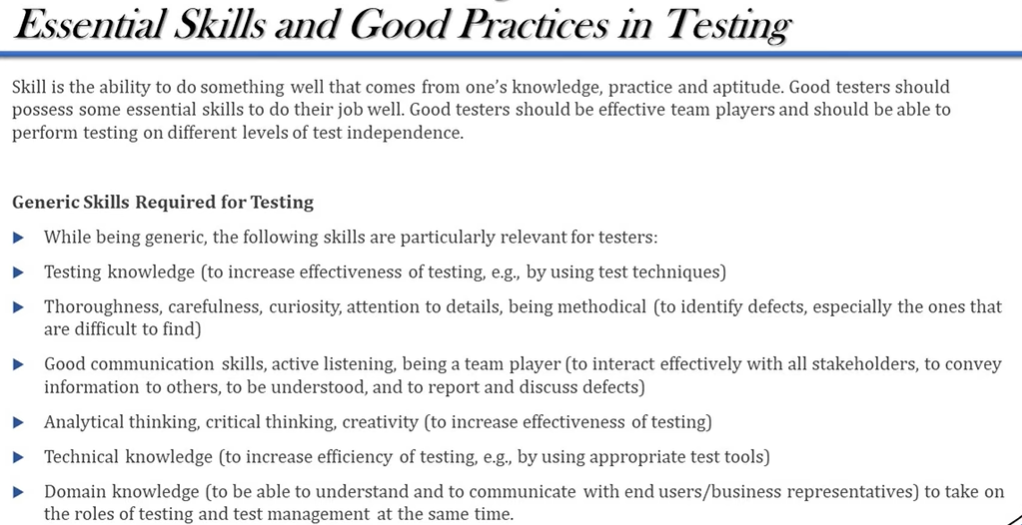 Essential Skills and Good Practices in Testing
Skill is the ability to do something well that comes from one's knowledge, practice and aptitude. Good testers should
possess some essential skills to do their job well. Good testers should be effective team players and should be able to
perform testing on different levels of test independence.
Generic Skills Required for Testing
While being generic, the following skills are particularly relevant for testers:
Testing knowledge (to increase effectiveness of testing, e.g., by using test techniques)
Thoroughness, carefulness, curiosity, attention to details, being methodical (to identify defects, especially the ones that
are difficult to find)
Good communication skills, active listening, being a team player (to interact effectively with all stakeholders, to convey
information to others, to be understood, and to report and discuss defects)
Analytical thinking, critical thinking, creativity (to increase effectiveness of testing)
Technical knowledge (to increase efficiency of testing, e.g., by using appropriate test tools)
Domain knowledge (to be able to understand and to communicate with end users/business representatives) to take on
the roles of testing and test management at the same time.